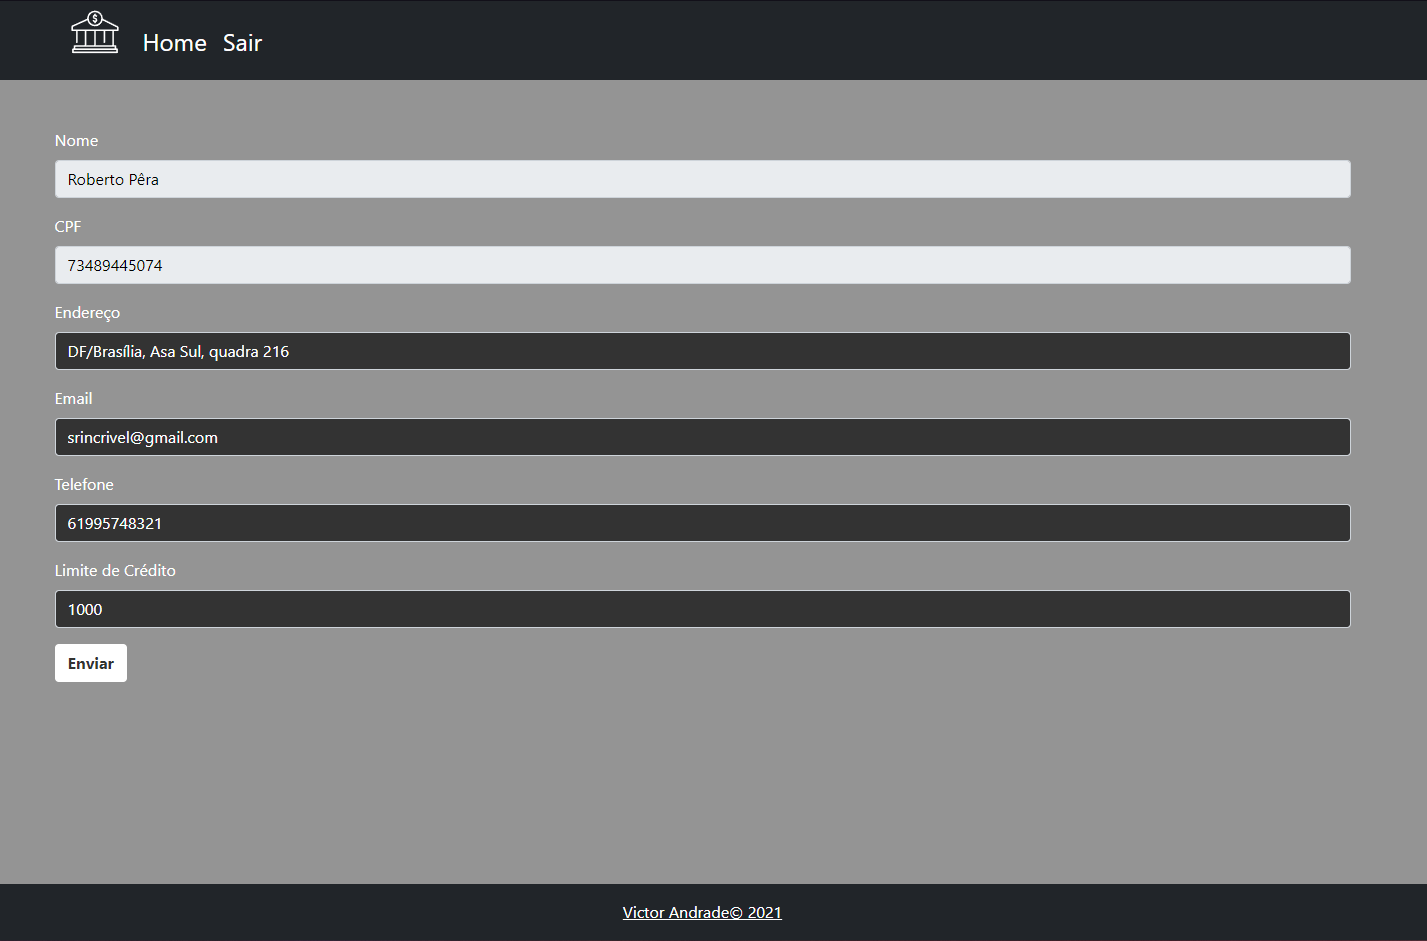 $
Home Sair
Nome
Roberto Pêra
CPF
73489445074
Endereço
DF/Brasília, Asa Sul, quadra 216
Email
srincrivel@gmail.com
Telefone
61995748321
Limite de Crédito
1000
Enviar
Victor Andrade© 2021